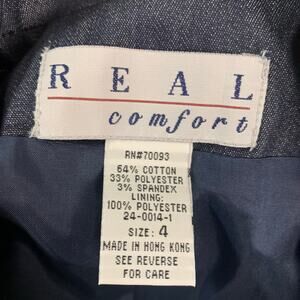 REAL
comfort
RN#70093
64% COTTON
33% POLYESTER
3% SPANDEX
LINING:
100% POLYESTER
24-0014-1
SIZE: 4
MADE IN HONG KONG
SEE REVERSE
FOR CARE